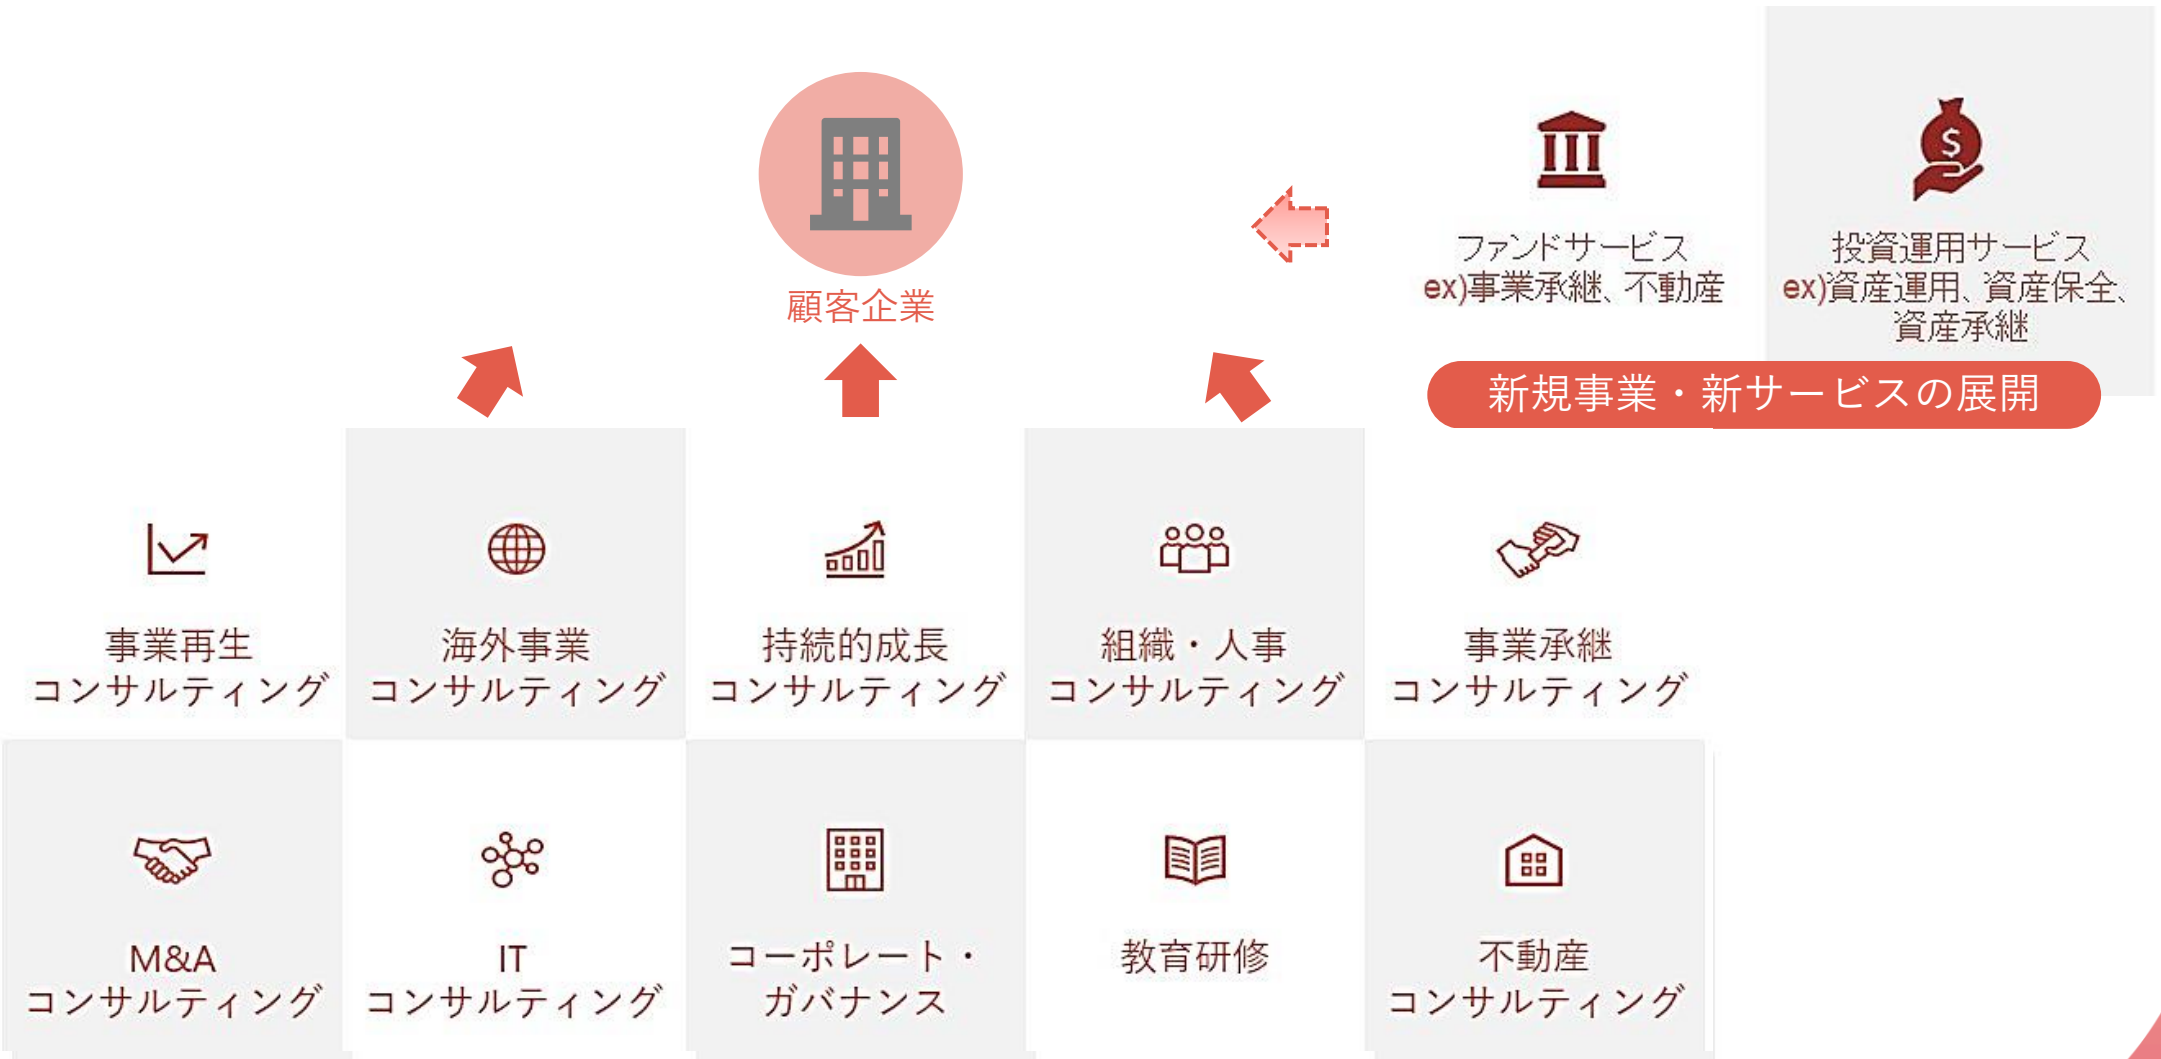 顧客企業
ファンドサービス
ex)事業承継、不動産
投資運用サービス
ex)資産運用、資産保全、
資産承継
新規事業・新サービスの展開
事業再生
コンサルティング
海外事業
コンサルティング
持続的成長
コンサルティング
組織・人事
コンサルティング
事業承継
コンサルティング
M&A
コンサルティング
IT
コンサルティング
コーポレート・
ガバナンス
教育研修
不動産
コンサルティング